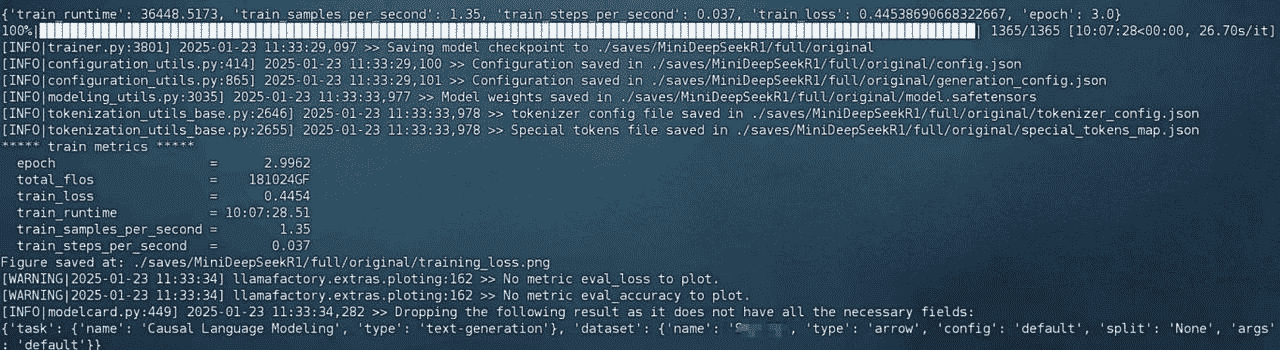 {'train_runtime': 36448.5173, 'train_samples_per_second': 1.35, 'train_steps_per_second': 0.037, 'train_loss': 0.44538690668322667, 'epoch': 3.0}
100%| | 1365/1365 [10:07:28<00:00, 26.70s/it]
[INFO|trainer.py:3801] 2025-01-23 11:33:29,097 >> Saving model checkpoint to ./saves/MiniDeepSeekR1/full/original
[INFO|configuration_utils.py:414] 2025-01-23 11:33:29,100 >> Configuration saved in ./saves/MiniDeepSeekR1/full/original/config.json
[INFO|configuration_utils.py:865] 2025-01-23 11:33:29,101 >> Configuration saved in ./saves/MiniDeepSeekR1/full/original/generation_config.json
[INFO|modeling_utils.py:3035] 2025-01-23 11:33:33,977 >> Model weights saved in ./saves/MiniDeepSeekR1/full/original/model.safetensors
[INFO|tokenization_utils_base.py:2646] 2025-01-23 11:33:33,978 >> tokenizer config file saved in ./saves/MiniDeepSeekR1/full/original/tokenizer_config.json
[INFO|tokenization_utils_base.py:2655] 2025-01-23 11:33:33,978 >> Special tokens file saved in ./saves/MiniDeepSeekR1/full/original/special_tokens_map.json
***** train metrics *****
epoch = 2.9962
total_flos = 181024GF
train_loss = 0.4454
train_runtime = 10:07:28.51
train_samples_per_second = 1.35
train_steps_per_second = 0.037
Figure saved at: ./saves/MiniDeepSeekR1/full/original/training_loss.png
[WARNING|2025-01-23 11:33:34] llamafactory.extras.ploting:162 >> No metric eval_loss to plot.
[WARNING|2025-01-23 11:33:34] llamafactory.extras.ploting:162 >> No metric eval_accuracy to plot.
[INFO|modelcard.py:449] 2025-01-23 11:33:34,282 >> Dropping the following result as it does not have all the necessary fields:
{'task': {'name': 'Causal Language Modeling', 'type': 'text-generation'}, 'dataset': {'name': ' , 'type': 'arrow', 'config': 'default', 'split': 'None', 'args'
: 'default'}}